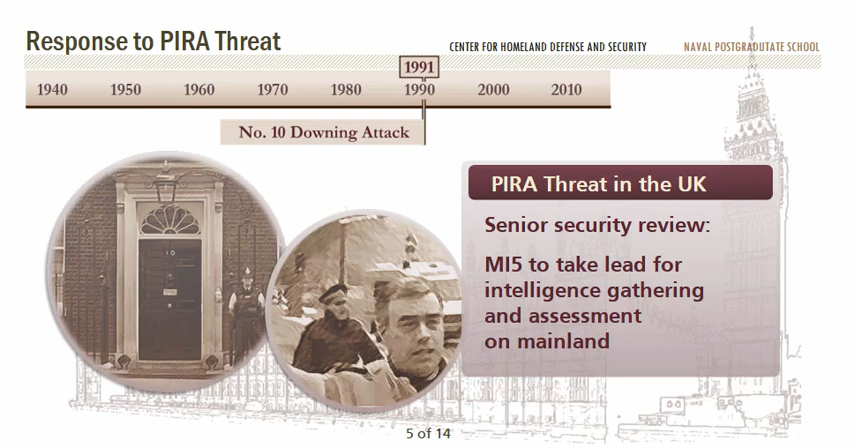 Response to PIRA Threat
CENTER FOR HOMELAND DEFENSE AND SECURITY
NAVAL POSTGRADUTATE SCHOOL
1991
1940 1950 1960 1970 1980 1990 2000 2010
No. 10 Downing Attack
PIRA Threat in the UK
Senior security review:
MI5 to take lead for
intelligence gathering
and assessment
on mainland
5 of 14